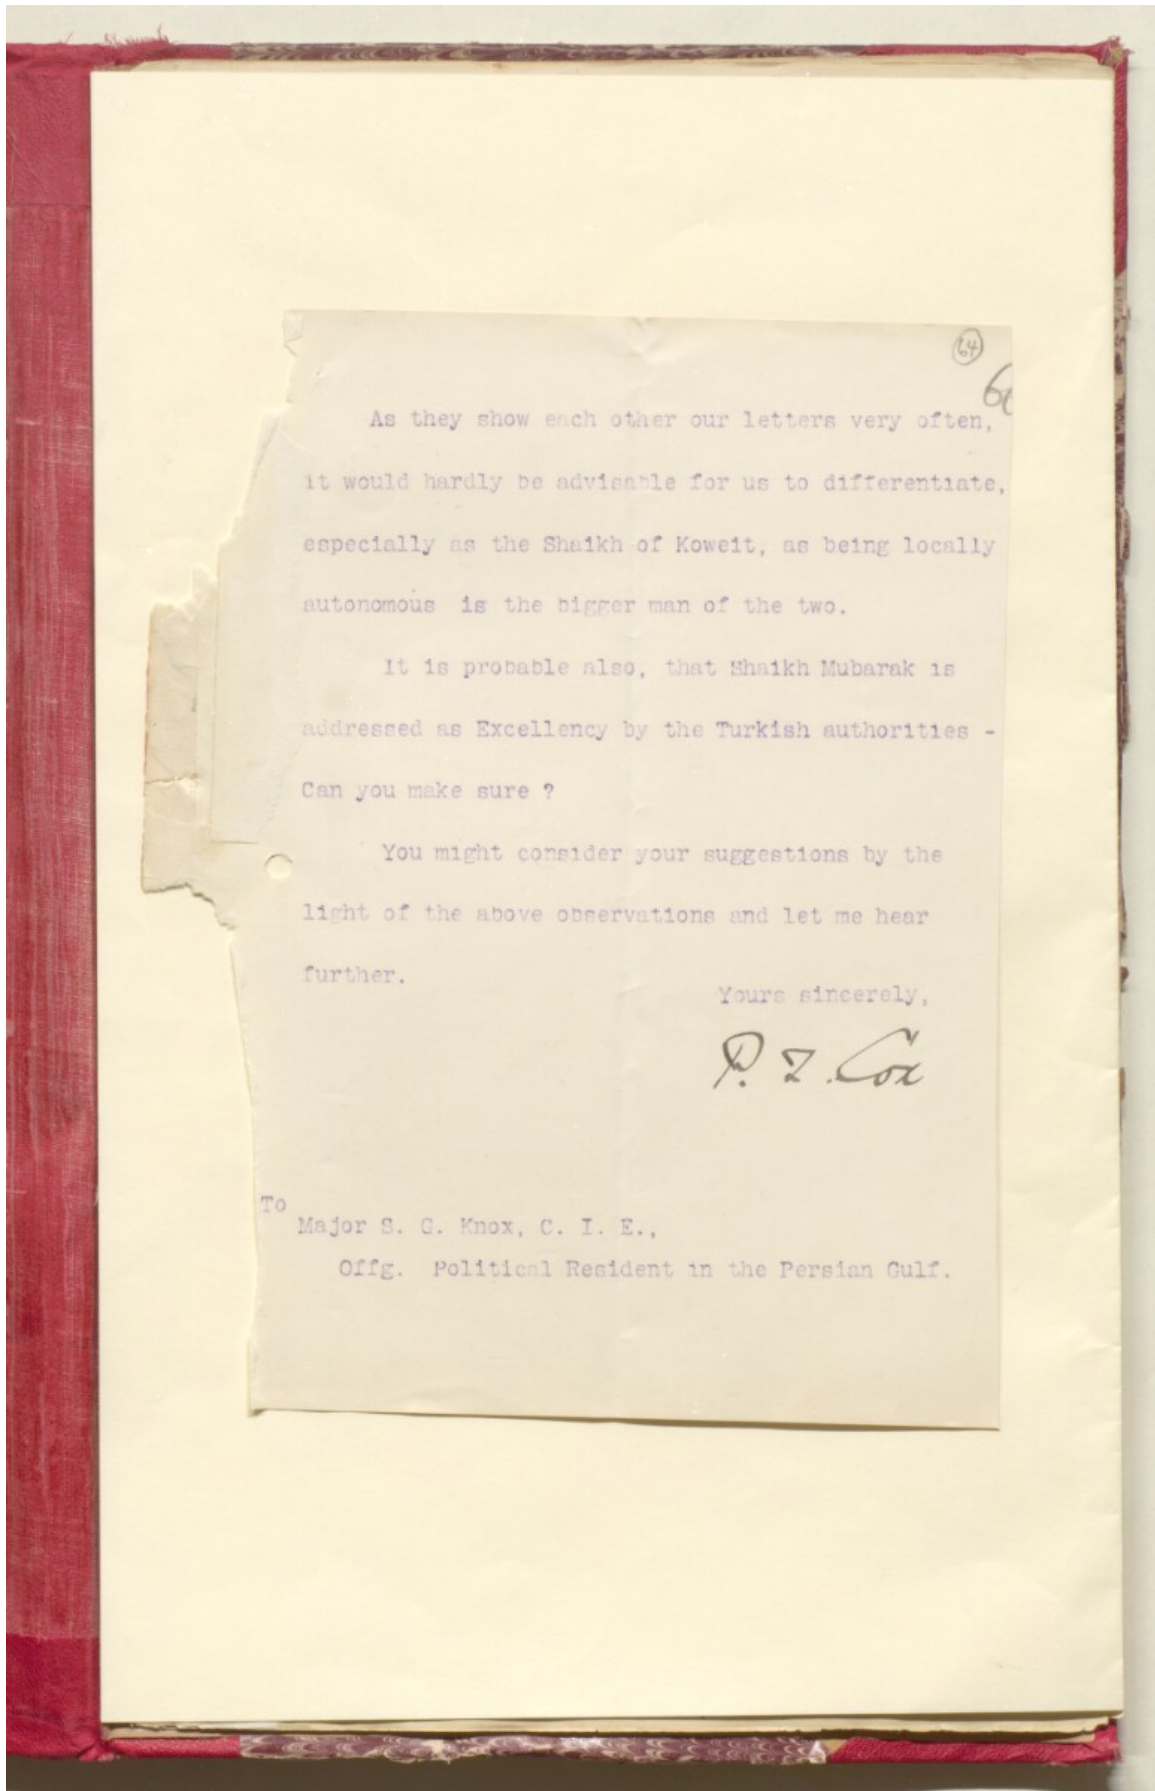 64
As they show each other our letters very often,
it would hardly be advisable for us to differentiate,
especially as the Shaikh of Koweit, as being locally
autonomous is the bigger man of the two.
It is probable also, that Shaikh Mubarak is
addressed as Excellency by the Turkish authorities -
Can you make sure ?
You might consider your suggestions by the
light of the above observations and let me hear
further.
Yours sincerely,
P. Z. Cox
To
Major S. G. Knox, C. I. E.,
Offg. Political Resident in the Persian Gulf.